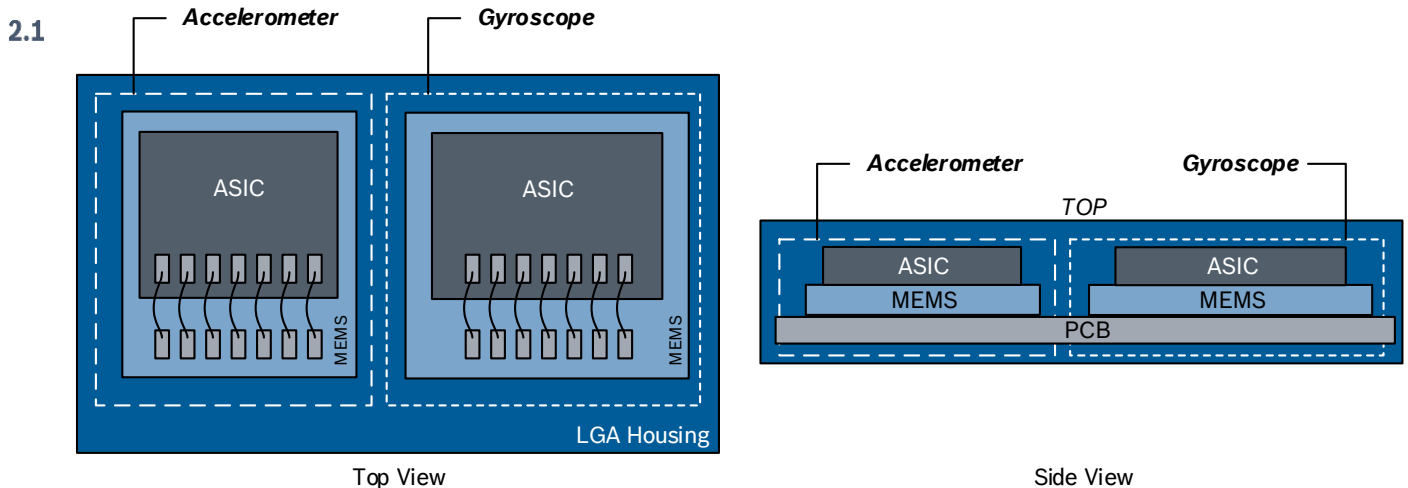 2.1
Accelerometer
Gyroscope
ASIC
ASIC
MEMS
MEMS
LGA Housing
Top View
Accelerometer
Gyroscope
TOP
ASIC
ASIC
MEMS
MEMS
PCB
Side View